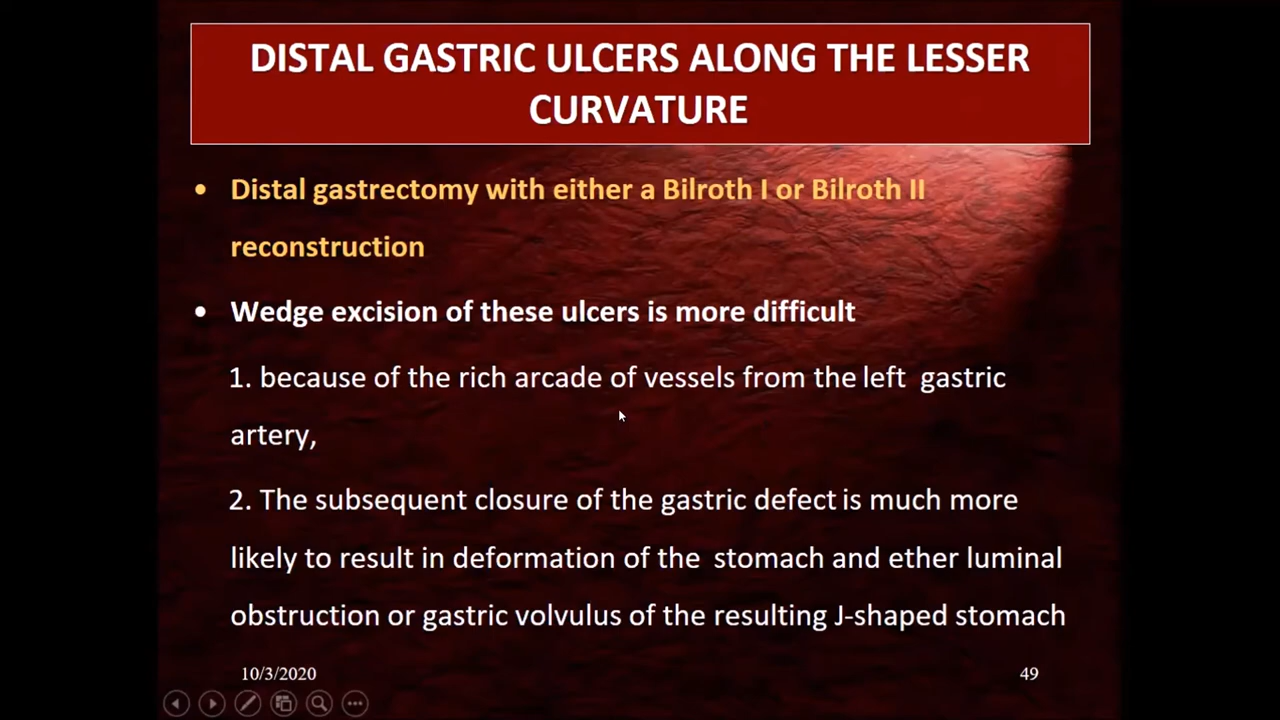 DISTAL GASTRIC ULCERS ALONG THE LESSER
CURVATURE
• Distal gastrectomy with either a Bilroth I or Bilroth II
reconstruction
• Wedge excision of these ulcers is more difficult
1. because of the rich arcade of vessels from the left gastric
artery,
2. The subsequent closure of the gastric defect is much more
likely to result in deformation of the stomach and ether luminal
obstruction or gastric volvulus of the resulting J-shaped stomach
10/3/2020
49